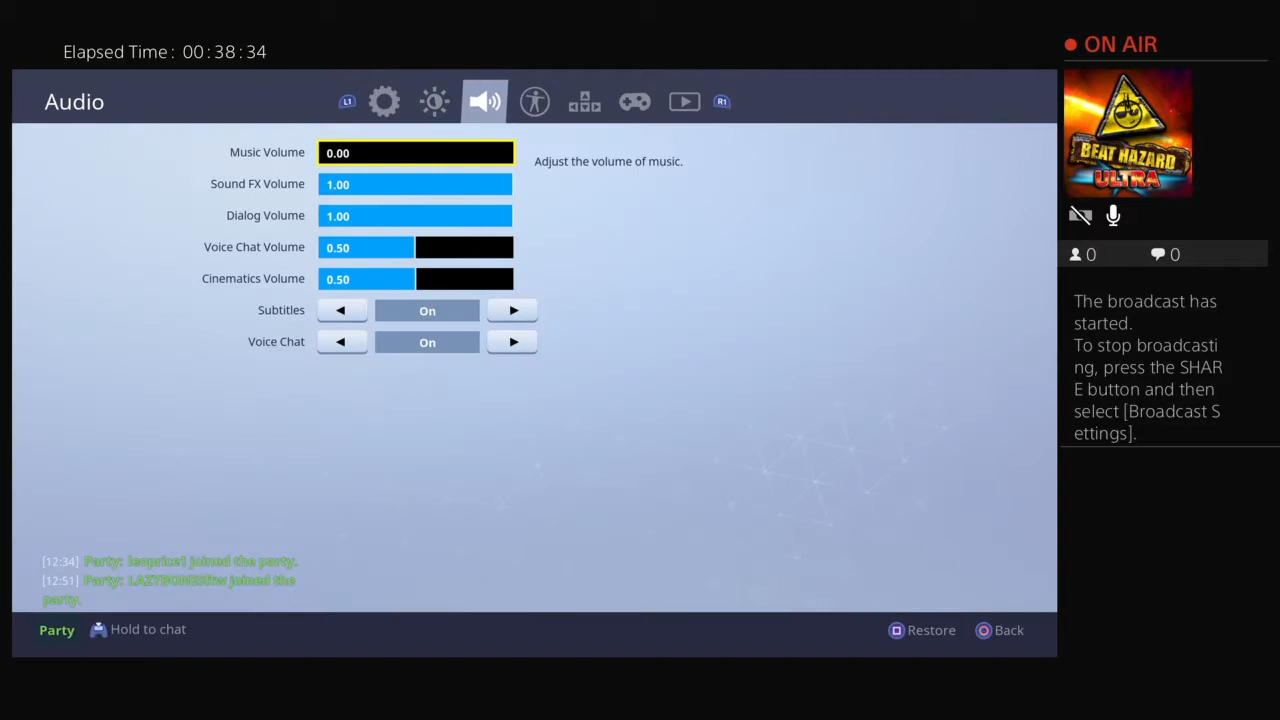 Elapsed Time: 00:38:34
ON AIR
Audio
L1
R1
Music Volume
0.00
Adjust the volume of music.
Sound FX Volume
1.00
Dialog Volume
1.00
Voice Chat Volume
0.50
Cinematics Volume
0.50
Subtitles
On
Voice Chat
On
BEAT HAZARD
ULTRA
0
0
The broadcast has
started.
To stop broadcasti
ng, press the SHAR
E button and then
select [Broadcast S
ettings].
[12:34] Party: leoprice1 joined the party.
[12:51] Party: LAZYBONESftw joined the
party.
Party
Hold to chat
Restore
Back